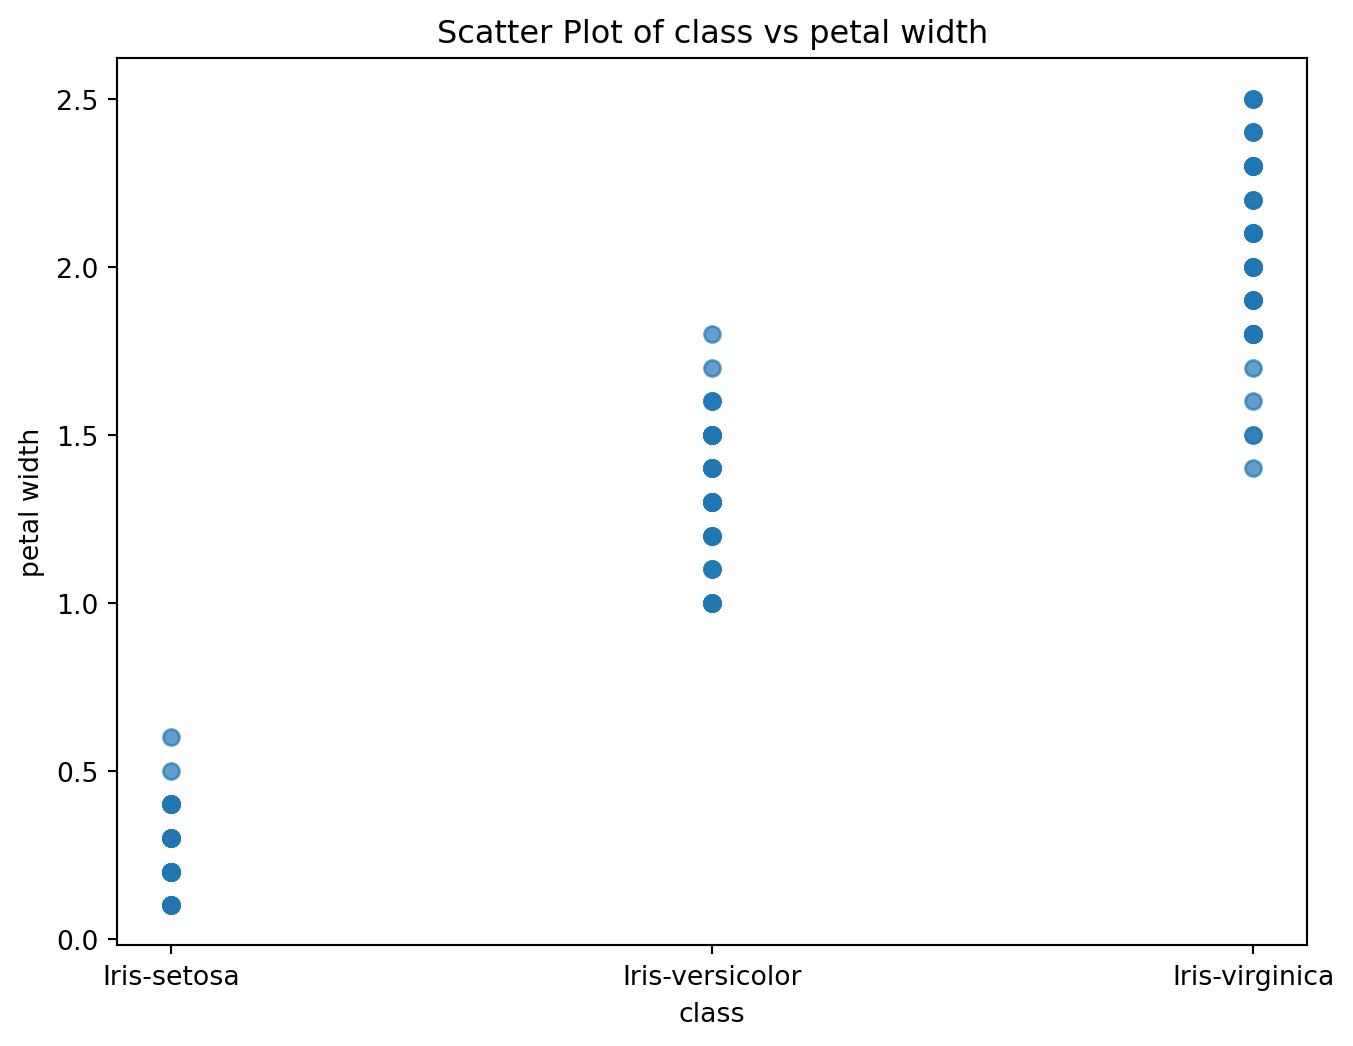 Scatter Plot of class vs petal width
2.5
2.0
1.5
1.0
0.5
0.0
petal width
Iris-setosa Iris-versicolor Iris-virginica
class